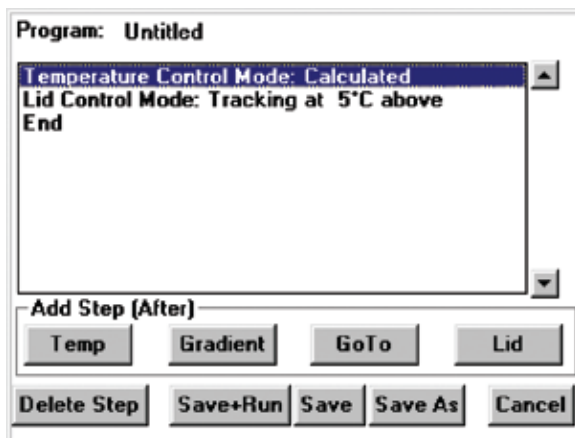 Program: Untitled
Temperature Control Mode: Calculated
Lid Control Mode: Tracking at 5°C above
End
Add Step (After)
Temp Gradient GoTo Lid
Delete Step Save+Run Save Save As Cancel